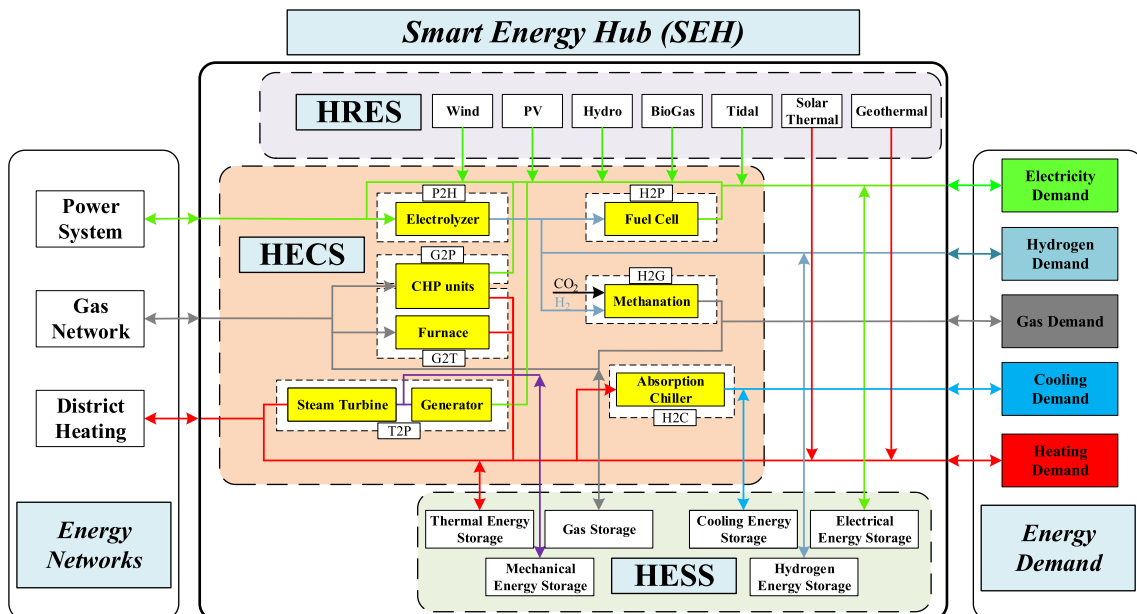 Smart Energy Hub (SEH)
HRES
Wind
PV
Hydro
BioGas
Tidal
Solar
Thermal
Geothermal
Power
System
Gas
Network
District
Heating
Energy
Networks
HECS
P2H
Electrolyzer
H2P
Fuel Cell
G2P
CHP units
Furnace
G2T
H2G
CO2
H2
Methanation
Steam Turbine
Generator
T2P
Absorption
Chiller
H2C
Thermal Energy
Storage
Gas Storage
Cooling Energy
Storage
Electrical
Energy Storage
Mechanical
Energy Storage
HESS
Hydrogen
Energy Storage
Electricity
Demand
Hydrogen
Demand
Gas Demand
Cooling
Demand
Heating
Demand
Energy
Demand